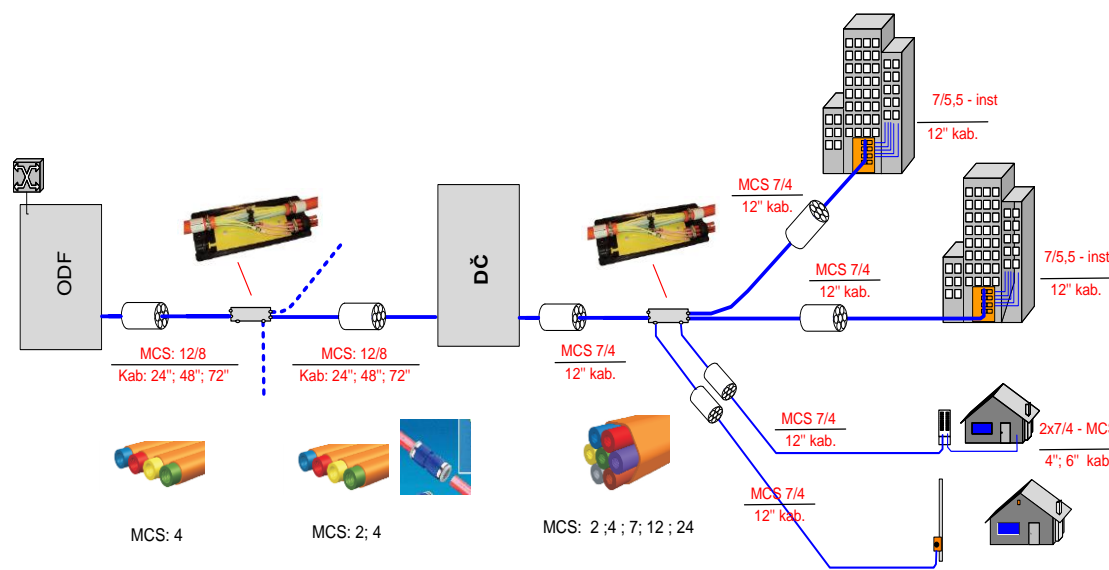 7/5,5 - inst
12" kab.
MCS 7/4
12" kab.
ODF
DČ
MCS 7/4
12" kab.
7/5,5 - inst
12" kab.
MCS: 12/8
Kab: 24"; 48"; 72"
MCS: 12/8
Kab: 24"; 48"; 72"
MCS 7/4
12" kab.
MCS 7/4
12" kab.
2x7/4 - MC
4"; 6" kab
MCS 7/4
12" kab.
MCS: 4
MCS: 2; 4
MCS: 2 ;4 ; 7; 12 ; 24